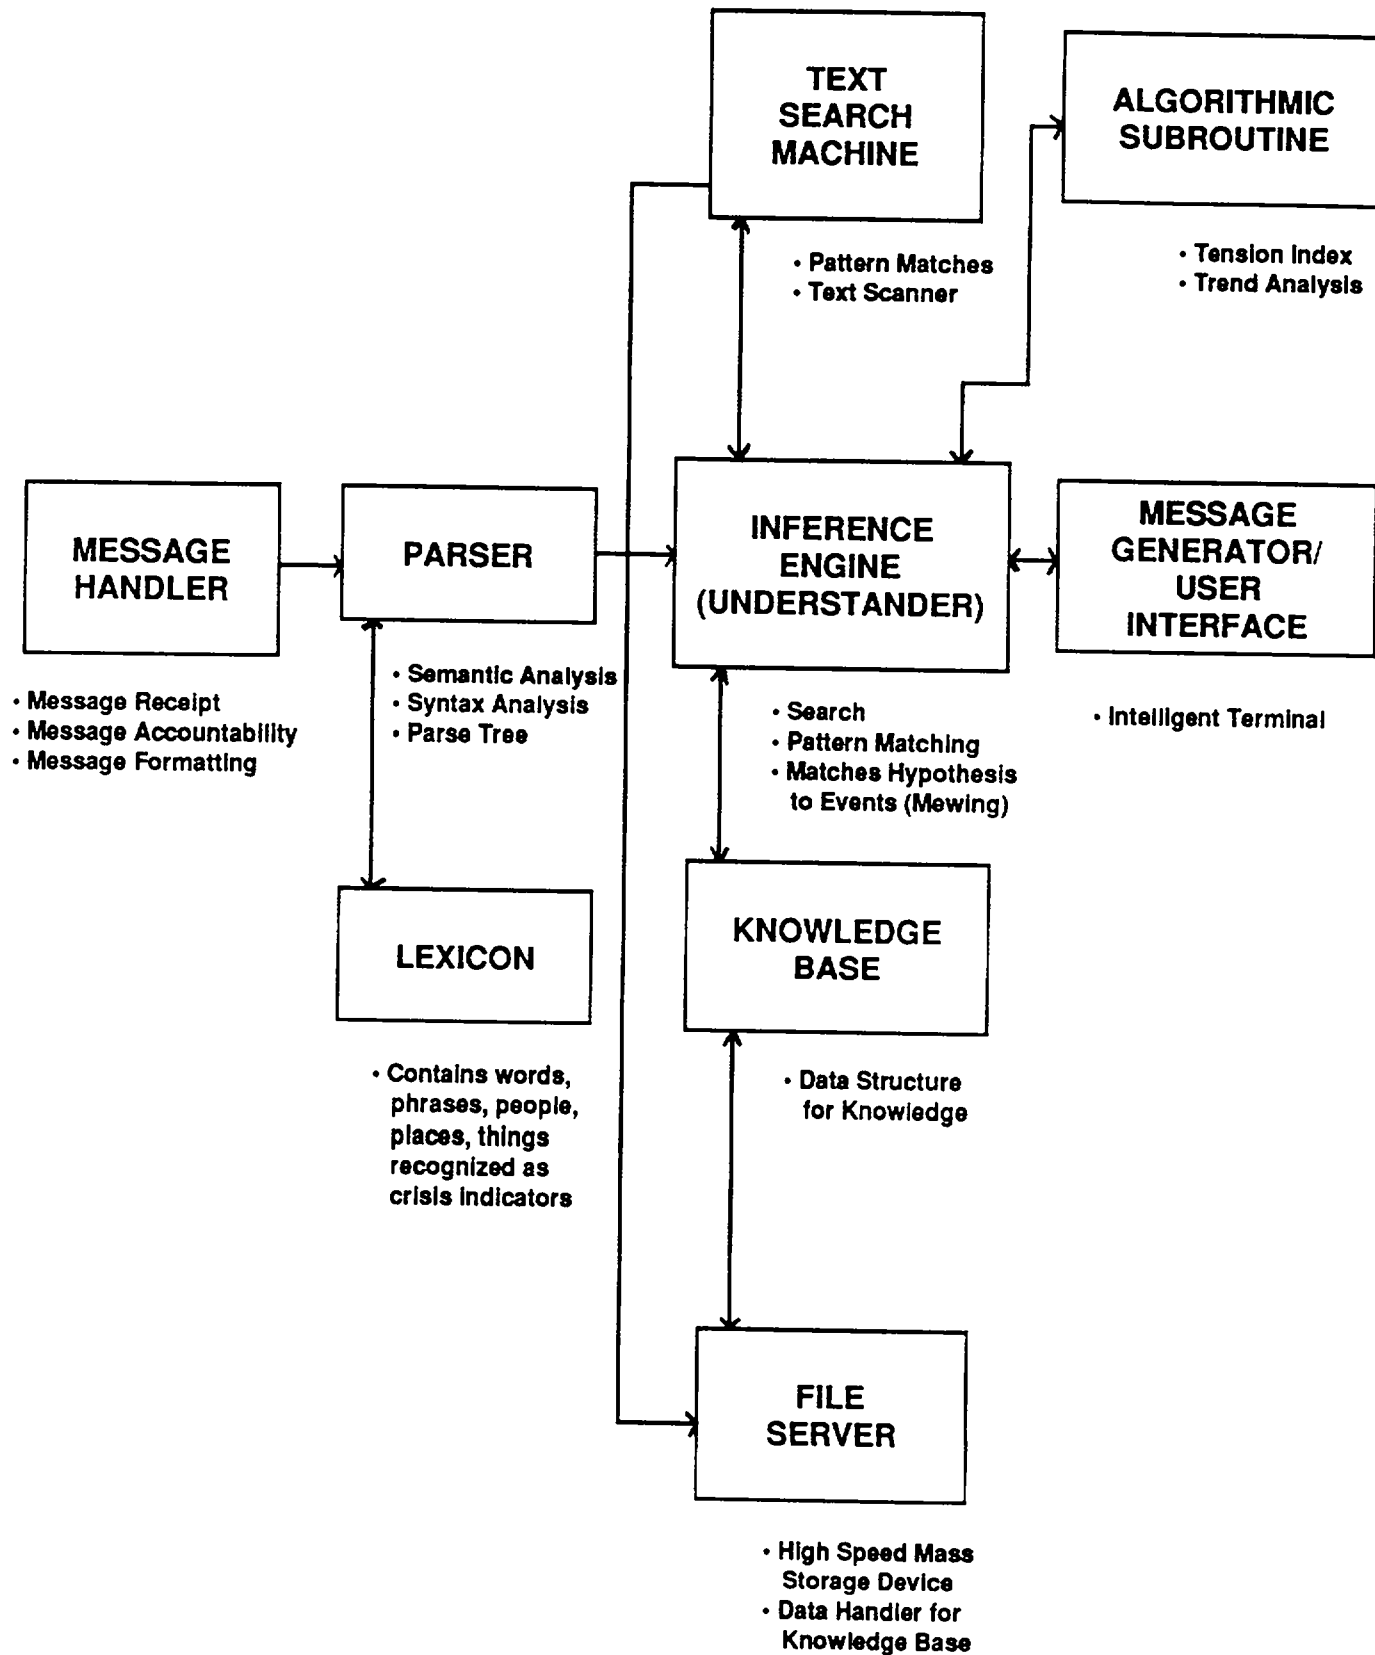 TEXT
SEARCH
MACHINE
ALGORITHMIC
SUBROUTINE
• Pattern Matches
• Text Scanner
• Tension Index
• Trend Analysis
MESSAGE
HANDLER
PARSER
INFERENCE
ENGINE
(UNDERSTANDER)
MESSAGE
GENERATOR/
USER
INTERFACE
• Message Receipt
• Message Accountability
• Message Formatting
• Semantic Analysis
• Syntax Analysis
• Parse Tree
• Search
• Pattern Matching
• Matches Hypothesis
to Events (Mewing)
• Intelligent Terminal
LEXICON
KNOWLEDGE
BASE
• Contains words,
phrases, people,
places, things
recognized as
crisis indicators
• Data Structure
for Knowledge
FILE
SERVER
• High Speed Mass
Storage Device
• Data Handler for
Knowledge Base